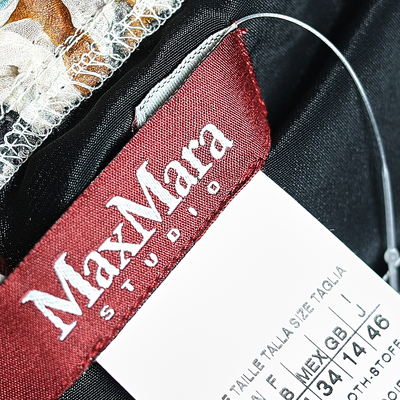 MaxMara
STUDIO
TAILLE TALLA SIZE TAGLIA
F MEX GB J
B
34 14 46